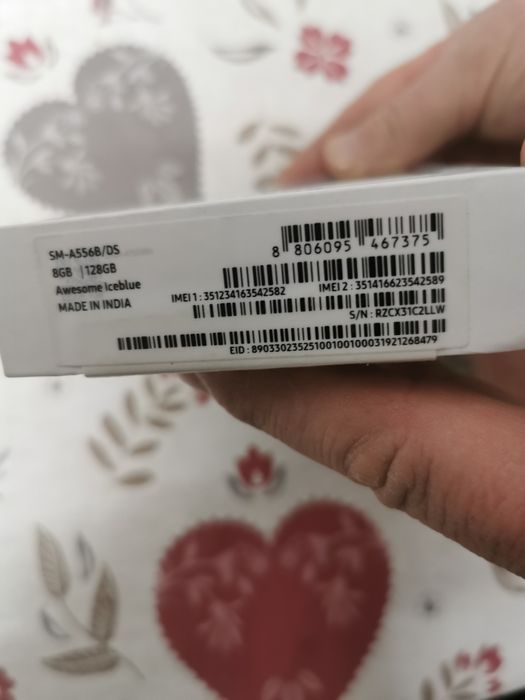 SM-A556B/DS
8GB | 128GB
Awesome Iceblue
MADE IN INDIA
8 806095 467375
IMEI 1 : 351234163542582 IMEI 2 : 351416623542589
S/N : RZCX31C2LLW
EID : 89033023525100100100031921268479